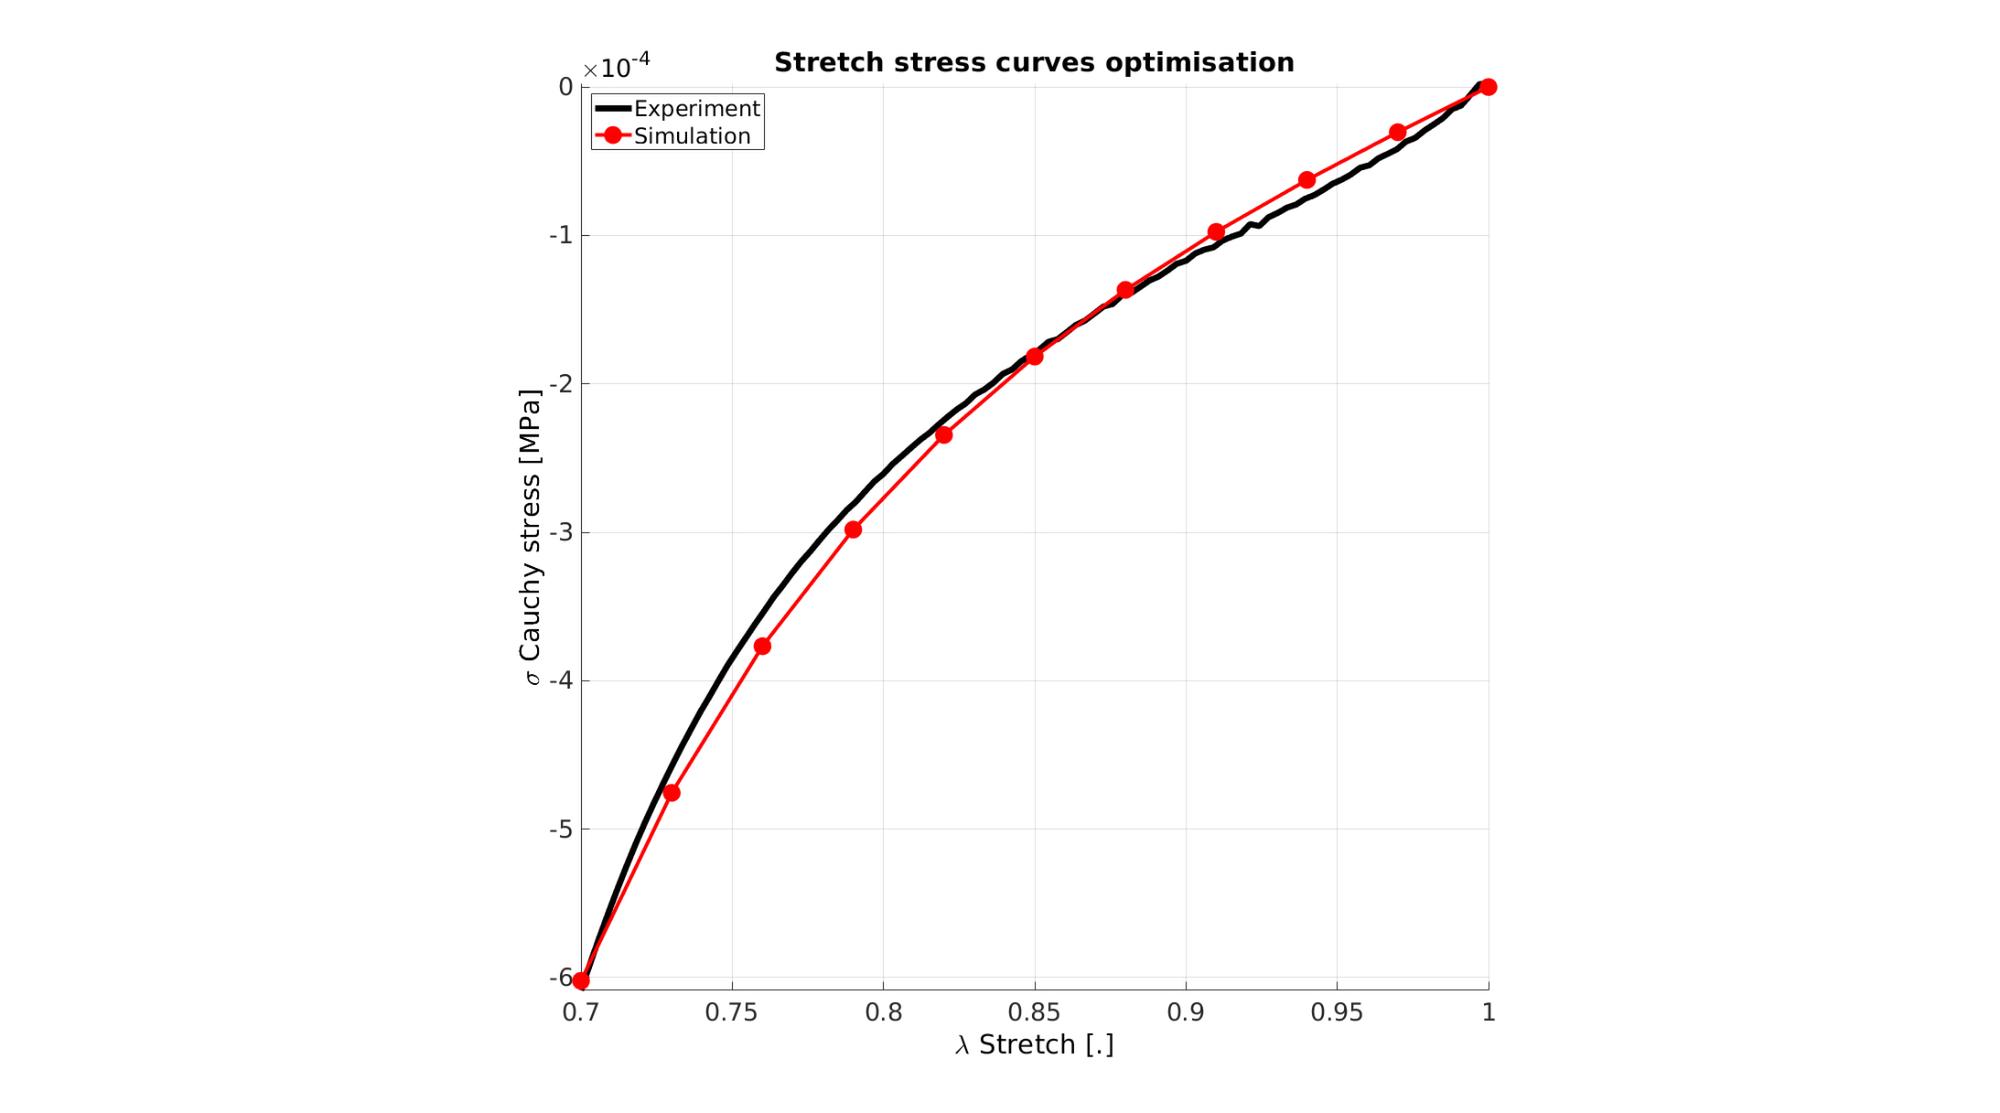 Stretch stress curves optimisation
×10-4
Experiment
Simulation
0
-1
-2
-3
-4
-5
-6
σ Cauchy stress [MPa]
0.7 0.75 0.8 0.85 0.9 0.95 1
λ Stretch [.]